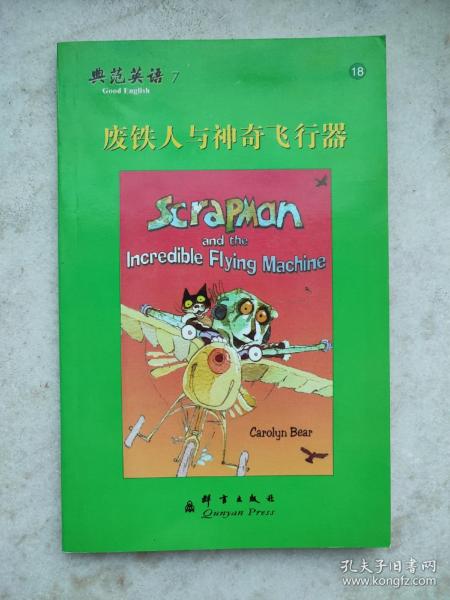 典范英语 7
Good English
18
废铁人与神奇飞行器
Scrapman
and the
Incredible Flying Machine
Carolyn Bear
群言出版社
Qunyan Press
孔夫子旧书网
www.kongfz.com